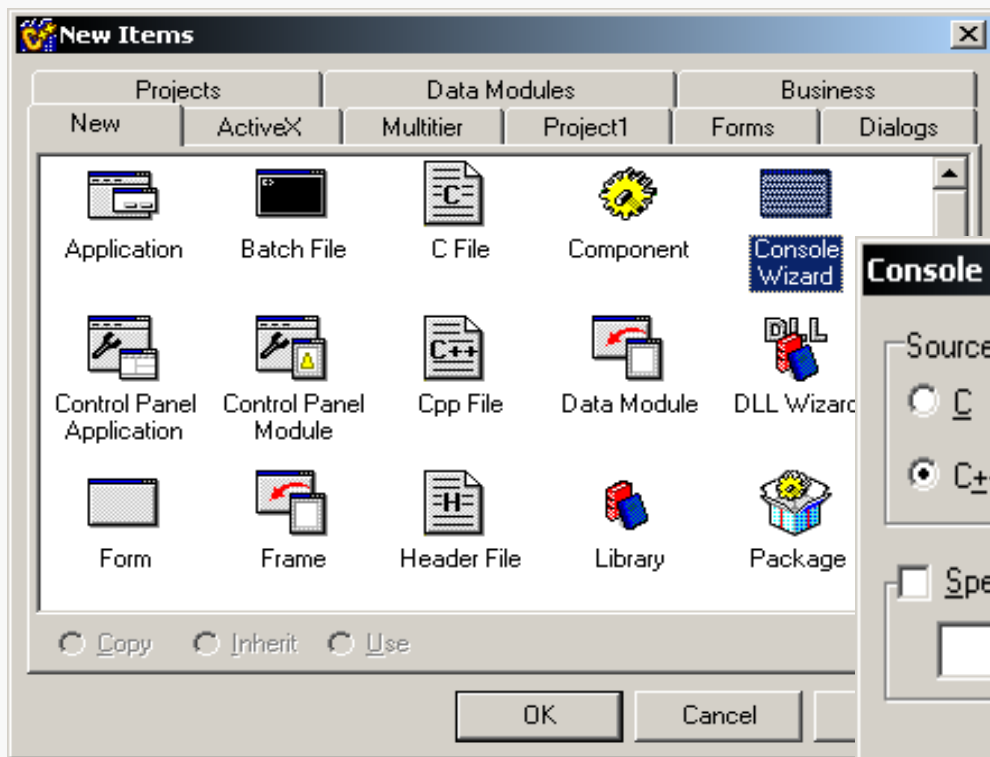 New Items
Projects Data Modules Business
New ActiveX Multitier Project1 Forms Dialogs
Application Batch File C File Component Console Wizard
Control Panel Application Control Panel Module Cpp File Data Module DLL Wizard
Form Frame Header File Library Package
Copy Inherit Use
OK Cancel
Console
Source
C
C+
Spe